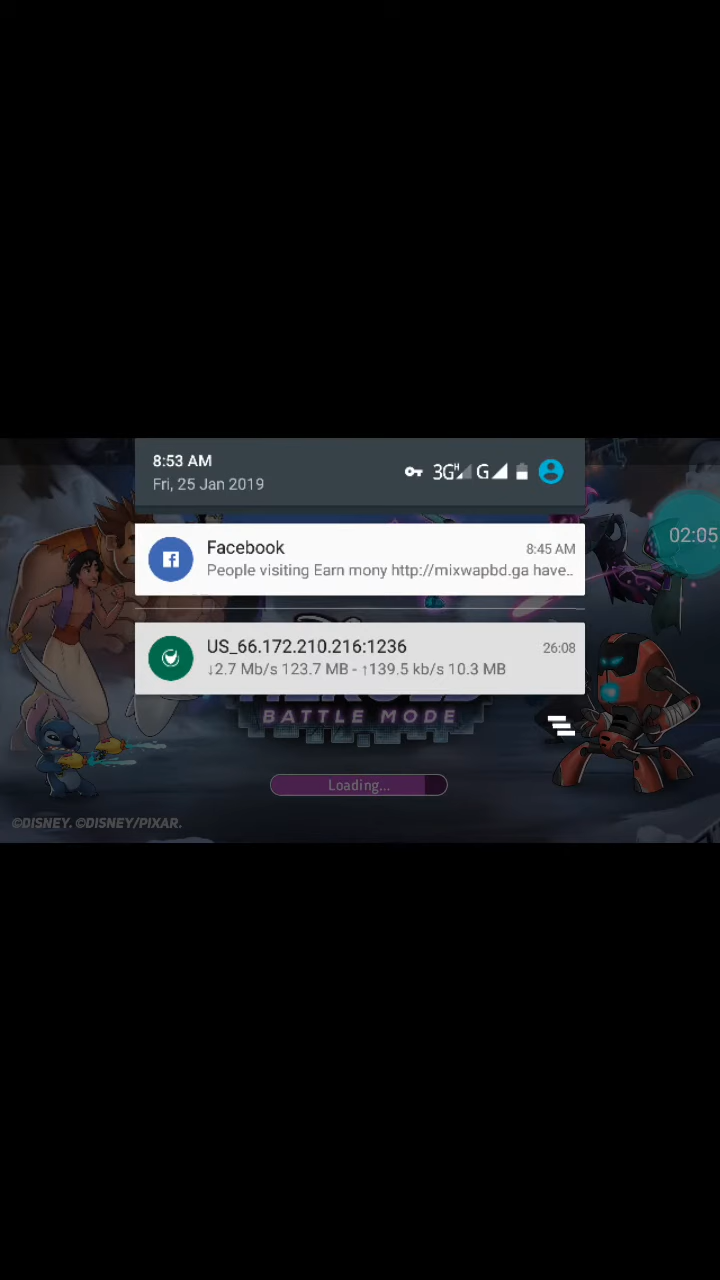 8:53 AM
Fri, 25 Jan 2019
3G H G
02:05
Facebook 8:45 AM
People visiting Earn mony http://mixwapbd.ga have..
US_66.172.210.216:1236 26:08
↓2.7 Mb/s 123.7 MB - ↑139.5 kb/s 10.3 MB
BATTLE MODE
Loading...
©DISNEY. ©DISNEY/PIXAR.